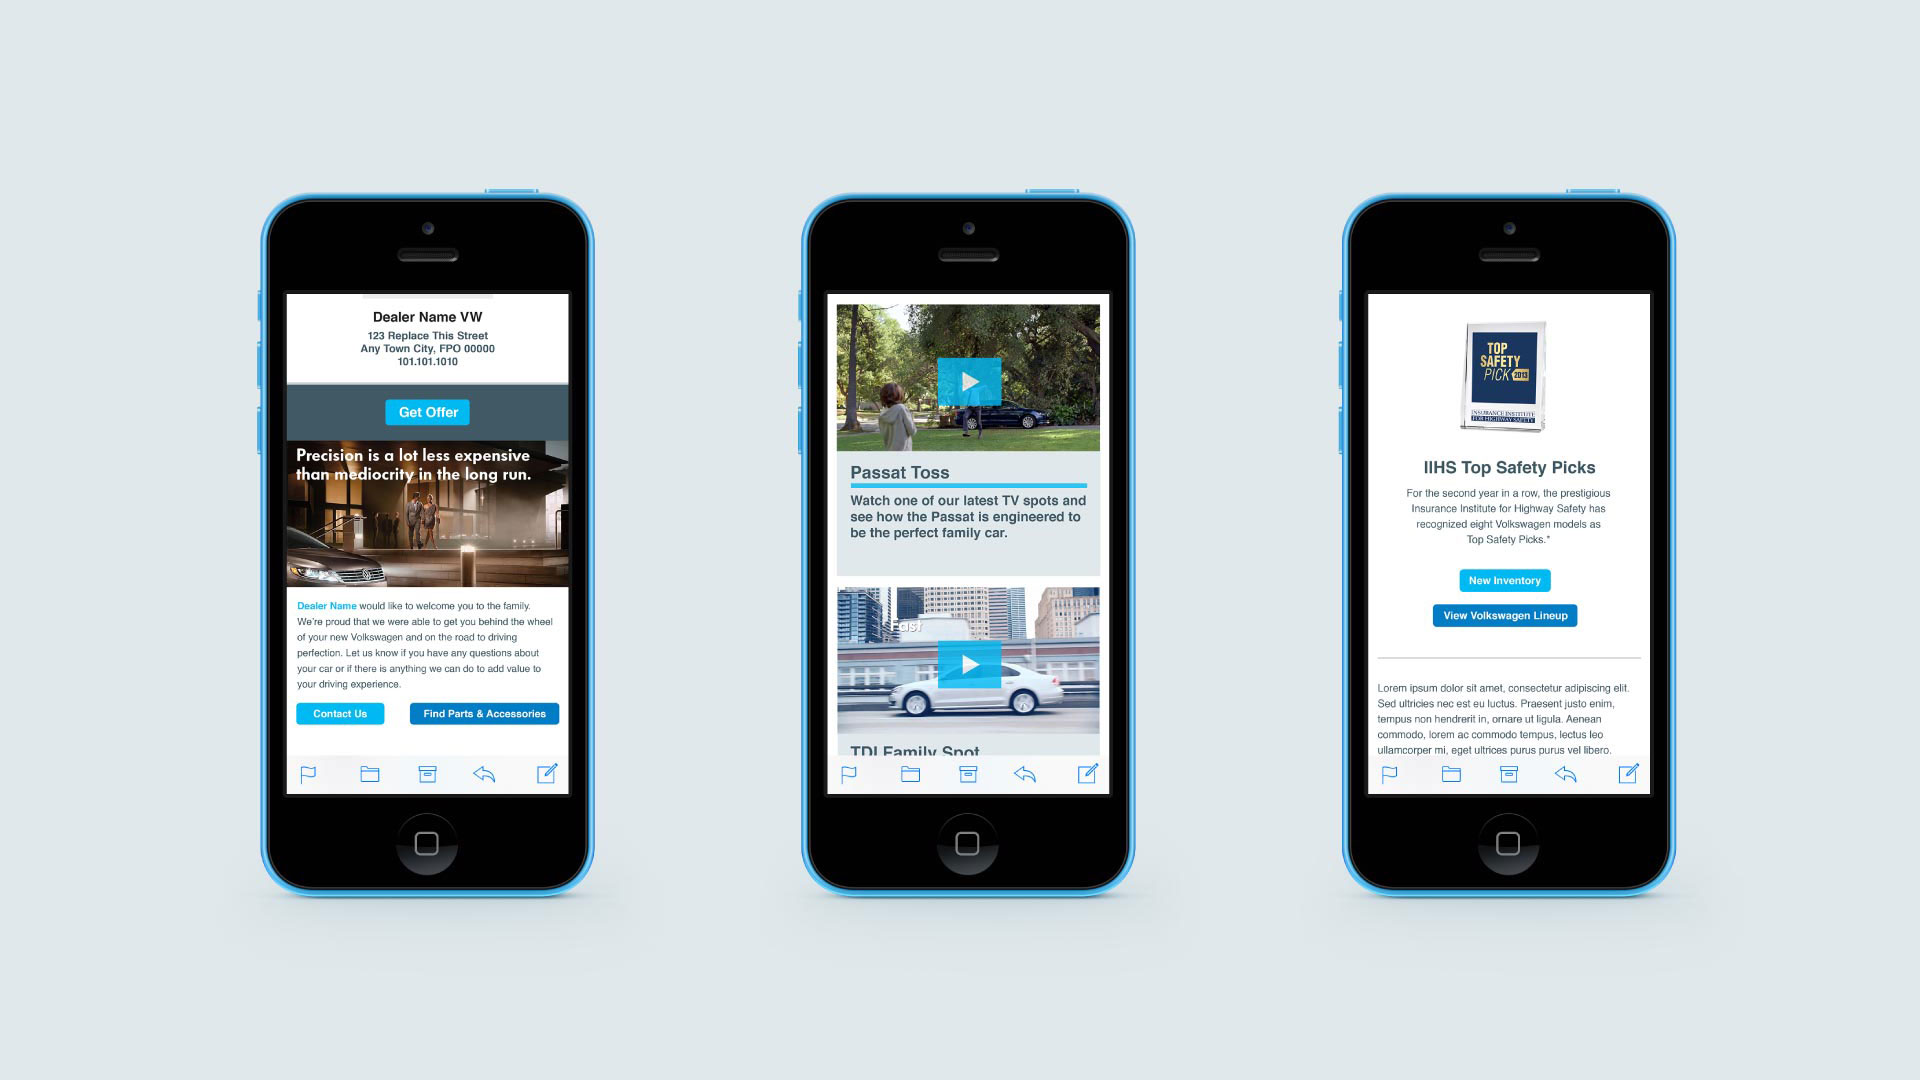 Dealer Name VW
123 Replace This Street
Any Town City, FPO 00000
101.101.1010
Get Offer
Precision is a lot less expensive
than mediocrity in the long run.
Dealer Name would like to welcome you to the family.
We're proud that we were able to get you behind the wheel
of your new Volkswagen and on the road to driving
perfection. Let us know if you have any questions about
your car or if there is anything we can do to add value to
your driving experience.
Contact Us
Find Parts & Accessories
Passat Toss
Watch one of our latest TV spots and
see how the Passat is engineered to
be the perfect family car.
Fast
TDI Family Spot
TOP
SAFETY
PICK 2013
INSURANCE INSTITUTE
FOR HIGHWAY SAFETY
IIHS Top Safety Picks
For the second year in a row, the prestigious
Insurance Institute for Highway Safety has
recognized eight Volkswagen models as
Top Safety Picks.*
New Inventory
View Volkswagen Lineup
Lorem ipsum dolor sit amet, consectetur adipiscing elit.
Sed ultricies nec est eu luctus. Praesent justo enim,
tempus non hendrerit in, ornare ut ligula. Aenean
commodo, lorem ac commodo tempus, lectus leo
ullamcorper mi, eget ultrices purus purus vel libero.